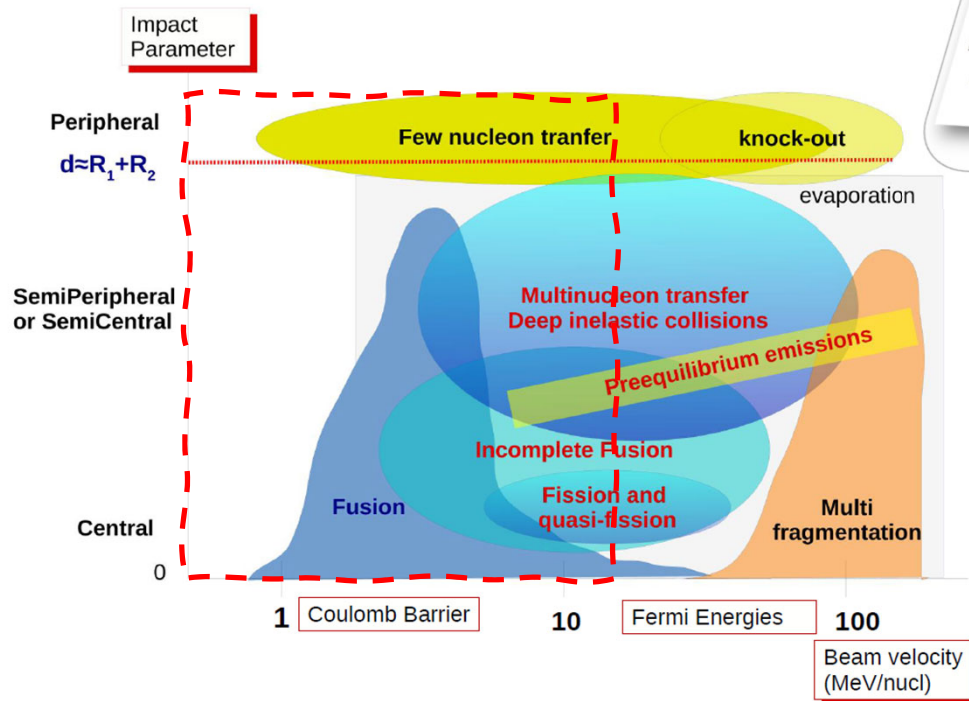 Impact
Parameter
Peripheral
d≈R₁+R₂
Few nucleon tranfer
knock-out
evaporation
SemiPeripheral
or SemiCentral
Multinucleon transfer
Deep inelastic collisions
Preequilibrium emissions
Incomplete Fusion
Fusion
Fission and
quasi-fission
Multi
fragmentation
Central
0
1
Coulomb Barrier
10
Fermi Energies
100
Beam velocity
(MeV/nucl)